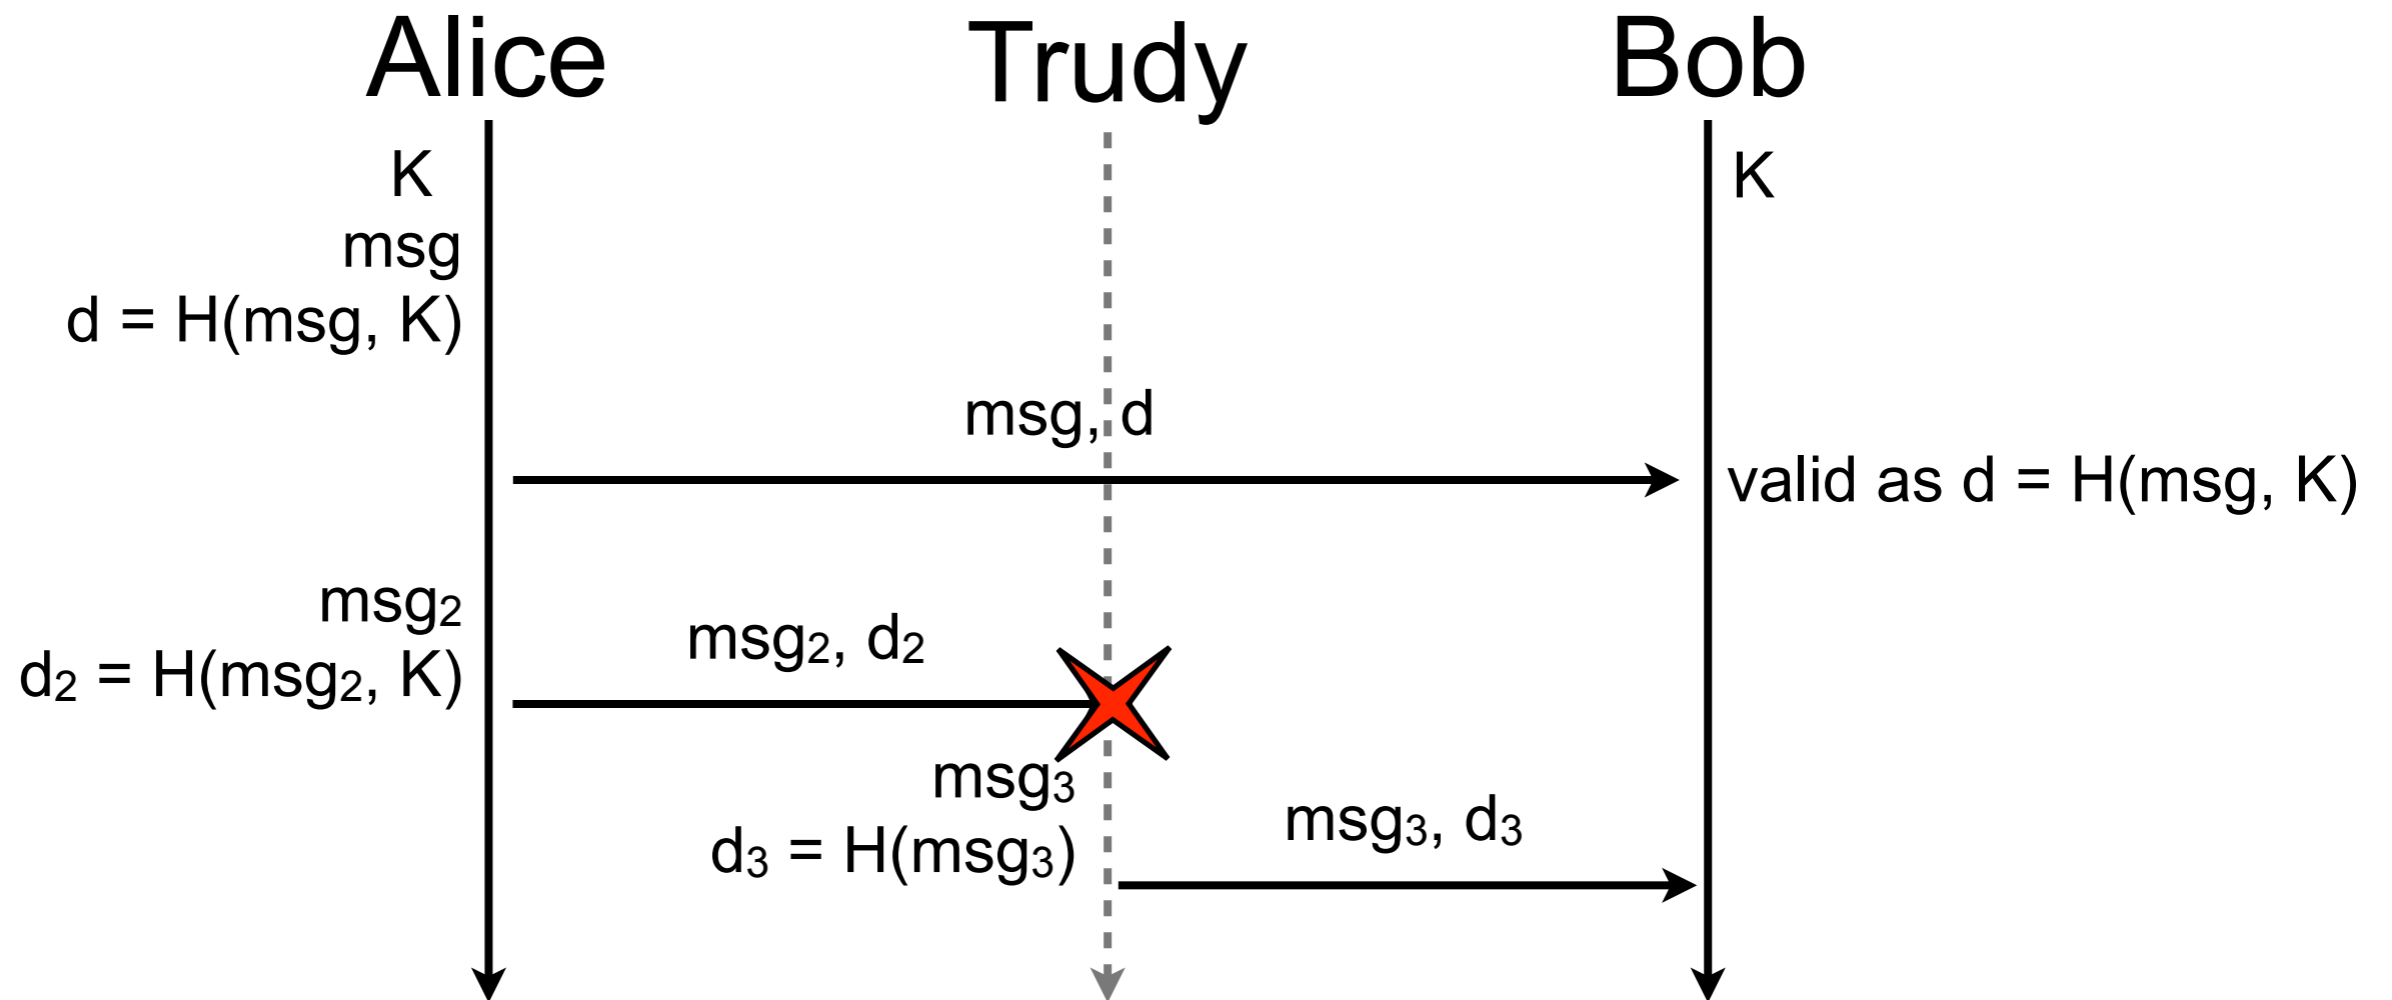 Alice Trudy Bob
K K
msg
d = H(msg, K)
msg, d
valid as d = H(msg, K)
msg₂
msg₂, d₂
d₂ = H(msg₂, K)
msg₃
msg₃, d₃
d₃ = H(msg₃)